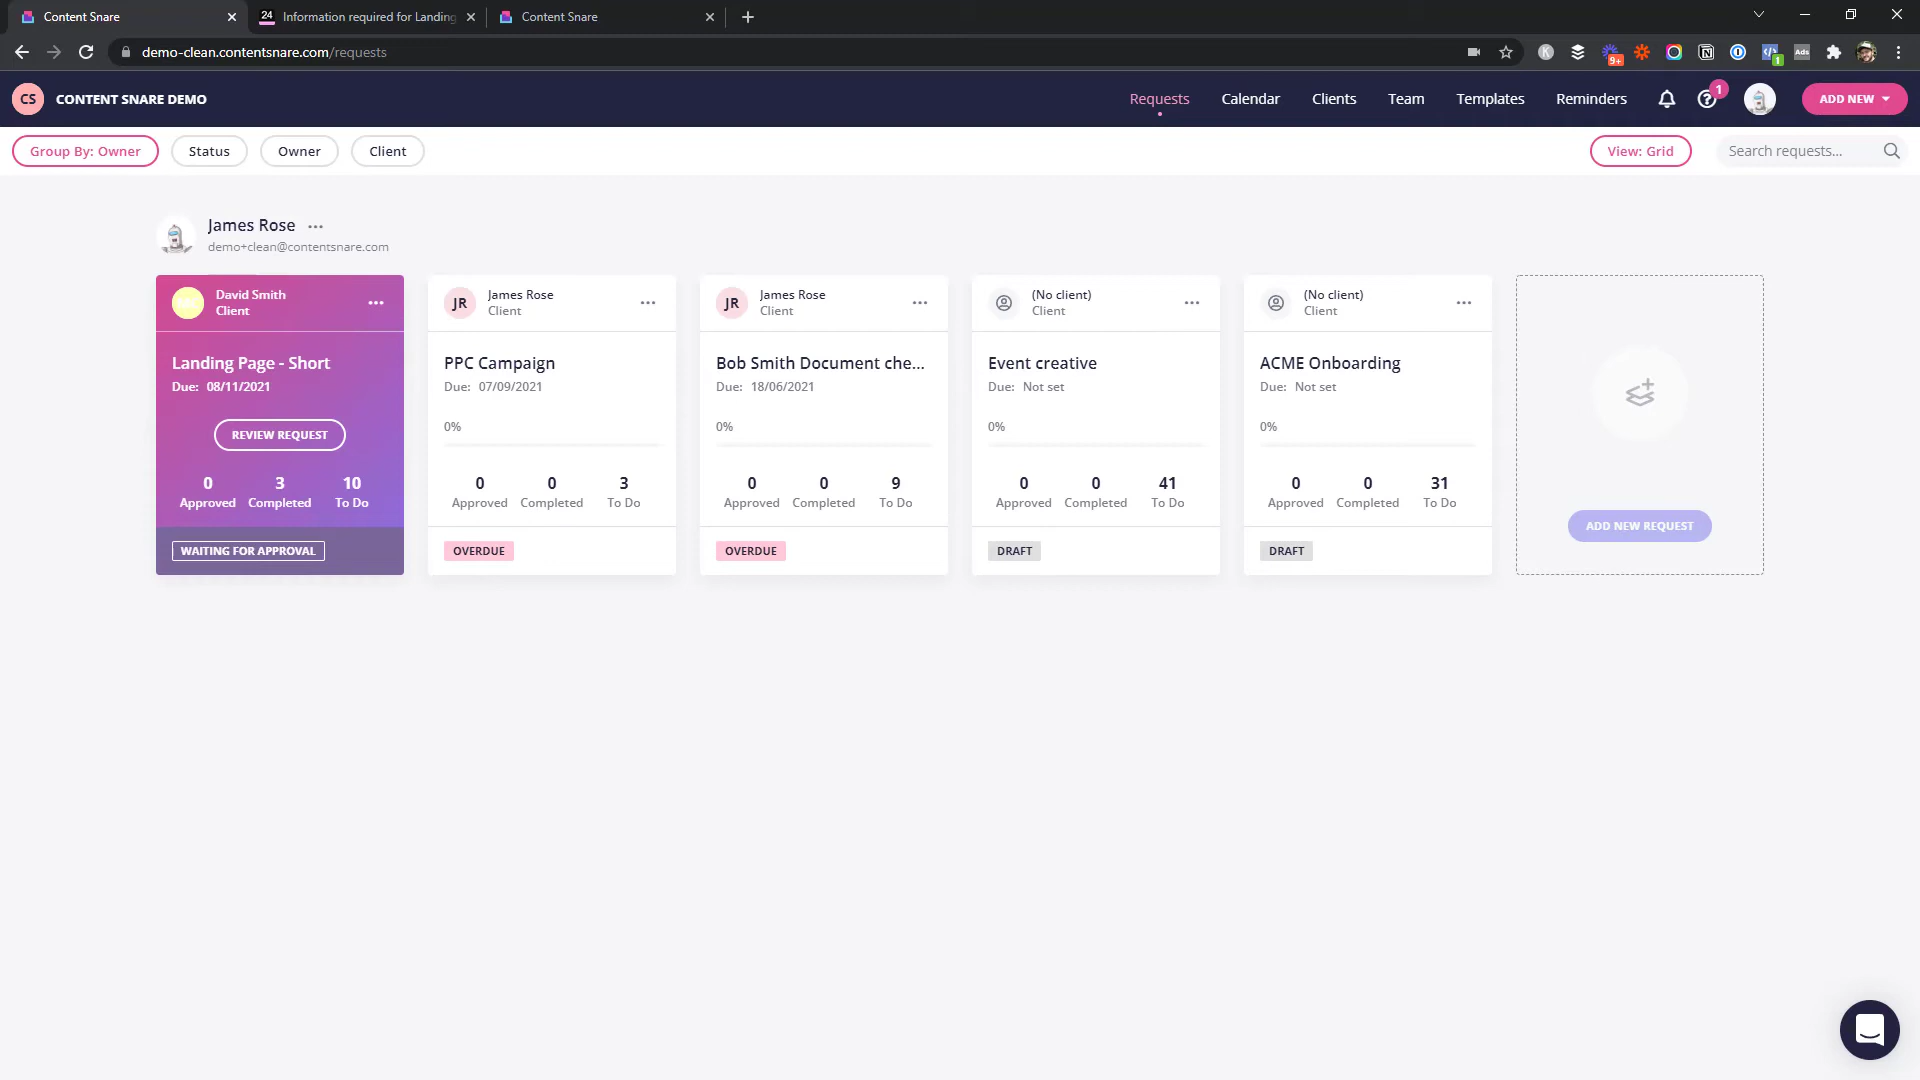 Content Snare
24
Information required for Landing
Content Snare
demo-clean.contentsnare.com/requests
K
9+
N
Ads
1
CS
CONTENT SNARE DEMO
Requests
Calendar
Clients
Team
Templates
Reminders
1
ADD NEW
Group By: Owner
Status
Owner
Client
View: Grid
Search requests...
James Rose
demo+clean@contentsnare.com
David Smith
Client
Landing Page - Short
Due: 08/11/2021
REVIEW REQUEST
0 3 10
Approved Completed To Do
WAITING FOR APPROVAL
JR
James Rose
Client
PPC Campaign
Due: 07/09/2021
0%
0 0 3
Approved Completed To Do
OVERDUE
JR
James Rose
Client
Bob Smith Document che...
Due: 18/06/2021
0%
0 0 9
Approved Completed To Do
OVERDUE
(No client)
Client
Event creative
Due: Not set
0%
0 0 41
Approved Completed To Do
DRAFT
(No client)
Client
ACME Onboarding
Due: Not set
0%
0 0 31
Approved Completed To Do
DRAFT
ADD NEW REQUEST